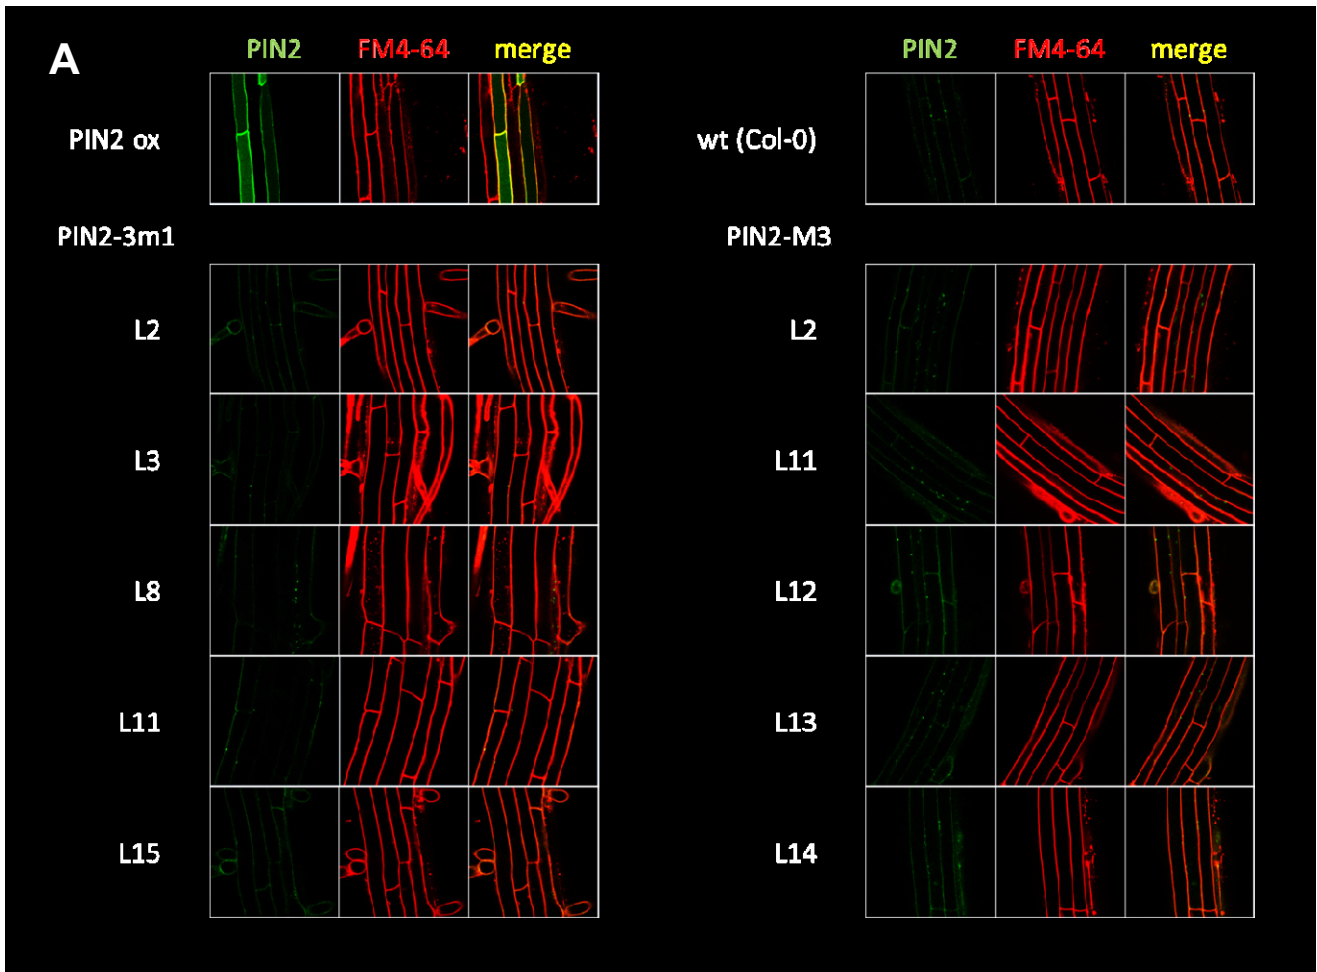 A
PIN2 FM4-64 merge
PIN2 FM4-64 merge
PIN2 ox
wt (Col-0)
PIN2-3m1
PIN2-M3
L2
L2
L3
L11
L8
L12
L11
L13
L15
L14